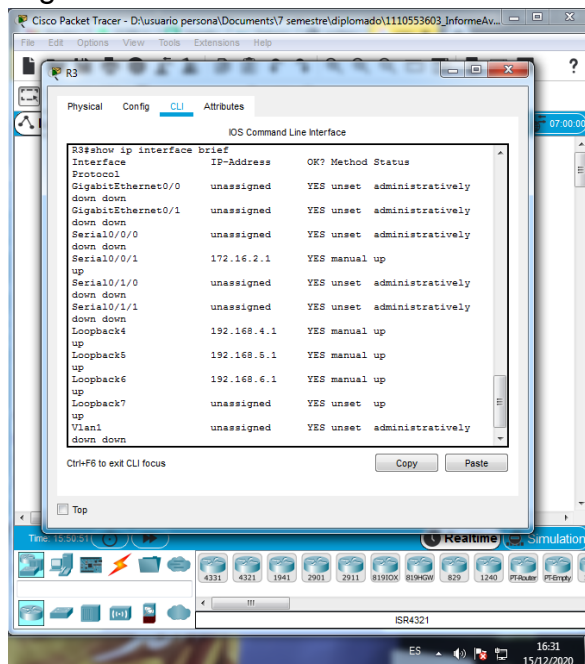 Cisco Packet Tracer - D:\usuario persona\Documents\7 semestre\diplomado\1110553603_InformeAv...
File Edit Options View Tools Extensions Help
?
R3
07:00:00
Physical Config CLI Attributes
IOS Command Line Interface
R3#show ip interface brief
Interface IP-Address OK? Method Status
Protocol
GigabitEthernet0/0 unassigned YES unset administratively
down down
GigabitEthernet0/1 unassigned YES unset administratively
down down
Serial0/0/0 unassigned YES unset administratively
down down
Serial0/0/1 172.16.2.1 YES manual up
up
Serial0/1/0 unassigned YES unset administratively
down down
Serial0/1/1 unassigned YES unset administratively
down down
Loopback4 192.168.4.1 YES manual up
up
Loopback5 192.168.5.1 YES manual up
up
Loopback6 192.168.6.1 YES manual up
up
Loopback7 unassigned YES unset up
up
Vlan1 unassigned YES unset administratively
down down
Ctrl+F6 to exit CLI focus
Copy Paste
Top
Time: 15:50:51 Realtime Simulation
4331 4321 1941 2901 2911 819IOX 819HGW 829 1240 PT-Router PT-Empty
ISR4321
ES 16:31
15/12/2020